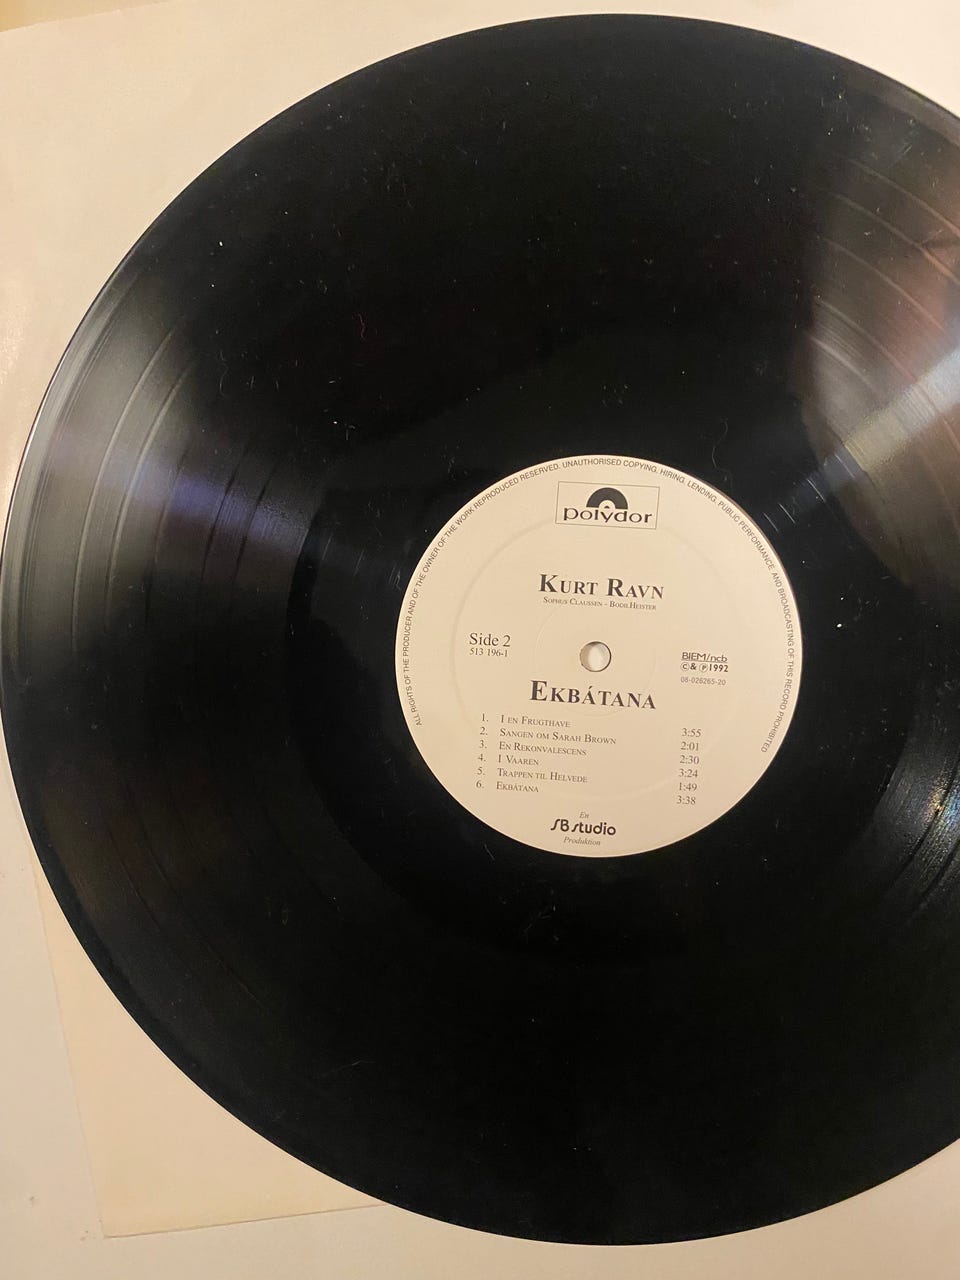 ALL RIGHTS OF THE PRODUCER AND OF THE OWNER OF THE WORK REPRODUCED RESERVED. UNAUTHORISED COPYING, HIRING, LENDING, PUBLIC PERFORMANCE AND BROADCASTING OF THIS RECORD PROHIBITED
polydor
KURT RAVN
SOPHUS CLAUSSEN - BODIL HEISTER
Side 2
513 196-1
BIEM/ncb
© & ℗ 1992
08-026265-20
EKBÁTANA
1. I EN FRUGTHAVE 3:55
2. SANGEN OM SARAH BROWN 2:01
3. EN REKONVALESCENS 2:30
4. I VAAREN 3:24
5. TRAPPEN TIL HELVEDE 1:49
6. EKBÁTANA 3:38
En
SB studio
Produktion